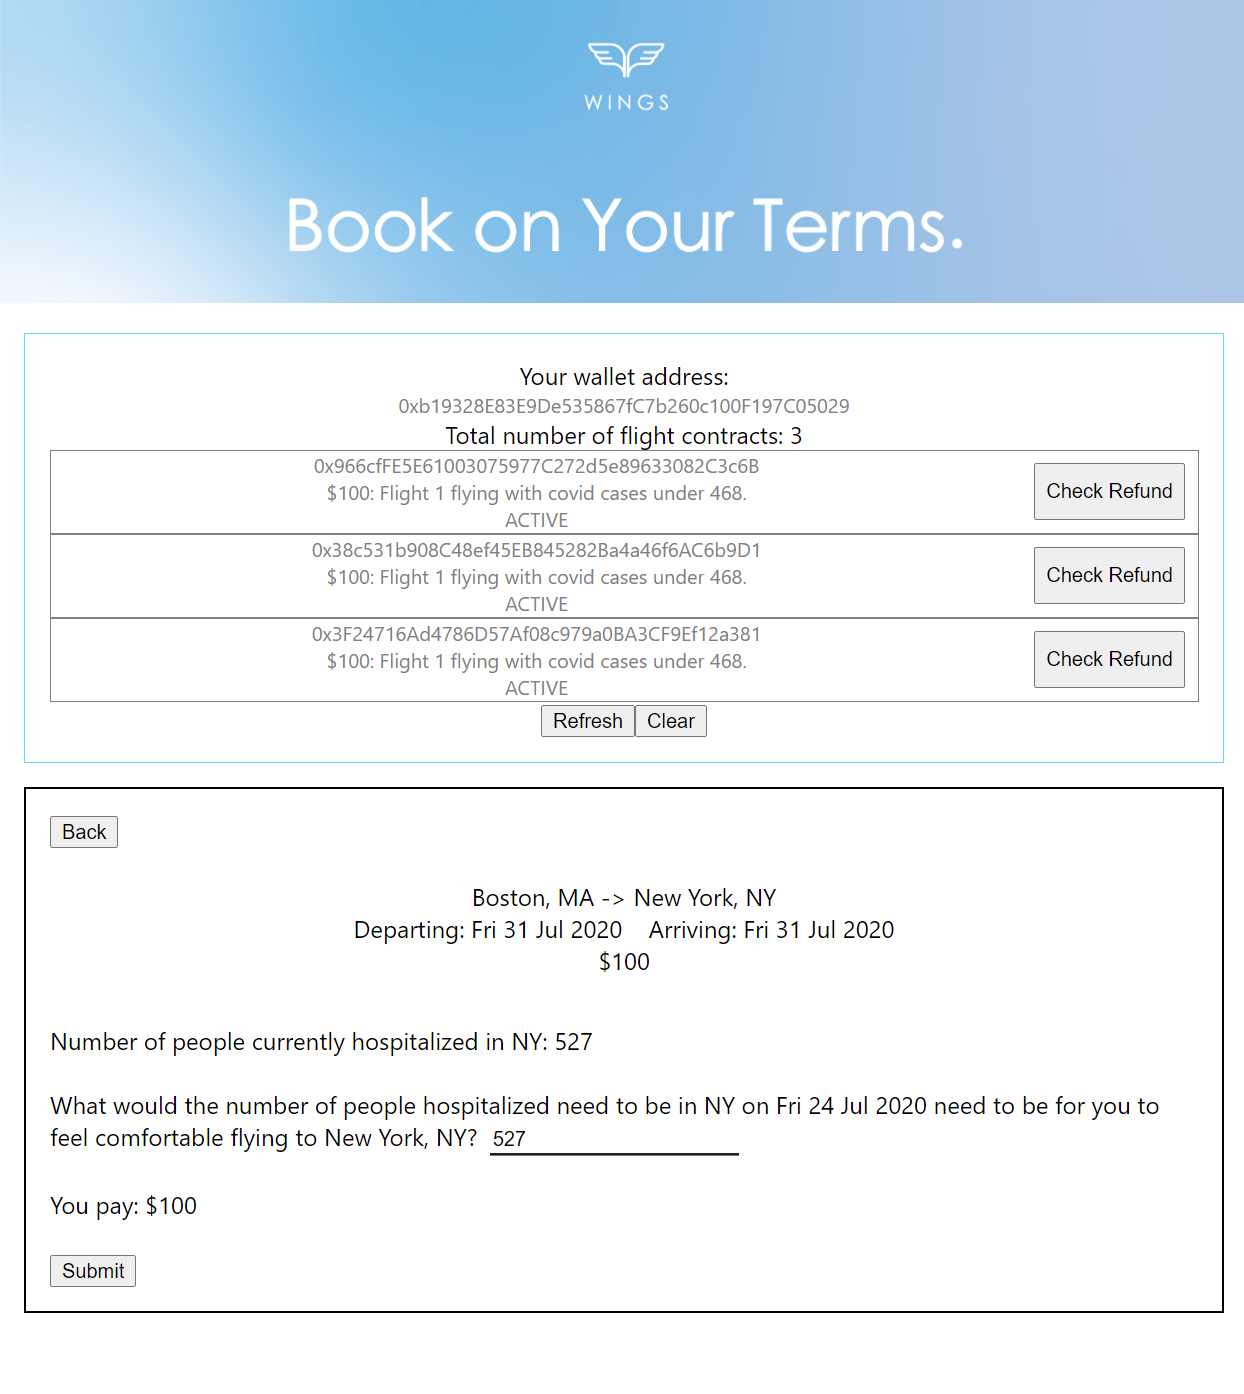 WINGS
Book on Your Terms.
Your wallet address:
0xb19328E83E9De535867fC7b260c100F197C05029
Total number of flight contracts: 3
0x966cfFE5E61003075977C272d5e89633082C3c6B
$100: Flight 1 flying with covid cases under 468.
ACTIVE
Check Refund
0x38c531b908C48ef45EB845282Ba4a46f6AC6b9D1
$100: Flight 1 flying with covid cases under 468.
ACTIVE
Check Refund
0x3F24716Ad4786D57Af08c979a0BA3CF9Ef12a381
$100: Flight 1 flying with covid cases under 468.
ACTIVE
Check Refund
Refresh Clear
Back
Boston, MA -> New York, NY
Departing: Fri 31 Jul 2020 Arriving: Fri 31 Jul 2020
$100
Number of people currently hospitalized in NY: 527
What would the number of people hospitalized need to be in NY on Fri 24 Jul 2020 need to be for you to
feel comfortable flying to New York, NY? 527
You pay: $100
Submit